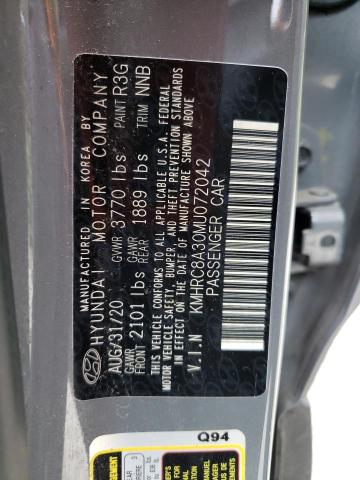 MANUFACTURED IN KOREA BY
HYUNDAI MOTOR COMPANY
AUG/31/20 GVWR 3770 lbs PAINT R3G
GAWR FRONT 2101 lbs GAWR REAR 1889 lbs TRIM NNB
THIS VEHICLE CONFORMS TO ALL APPLICABLE U.S.A. FEDERAL
MOTOR VEHICLE SAFETY, BUMPER, AND THEFT PREVENTION STANDARDS
IN EFFECT ON THE DATE OF MANUFACTURE SHOWN ABOVE.
V.I.N KMHRC8A30MU072042
PASSENGER CAR
Q94
MANUEL